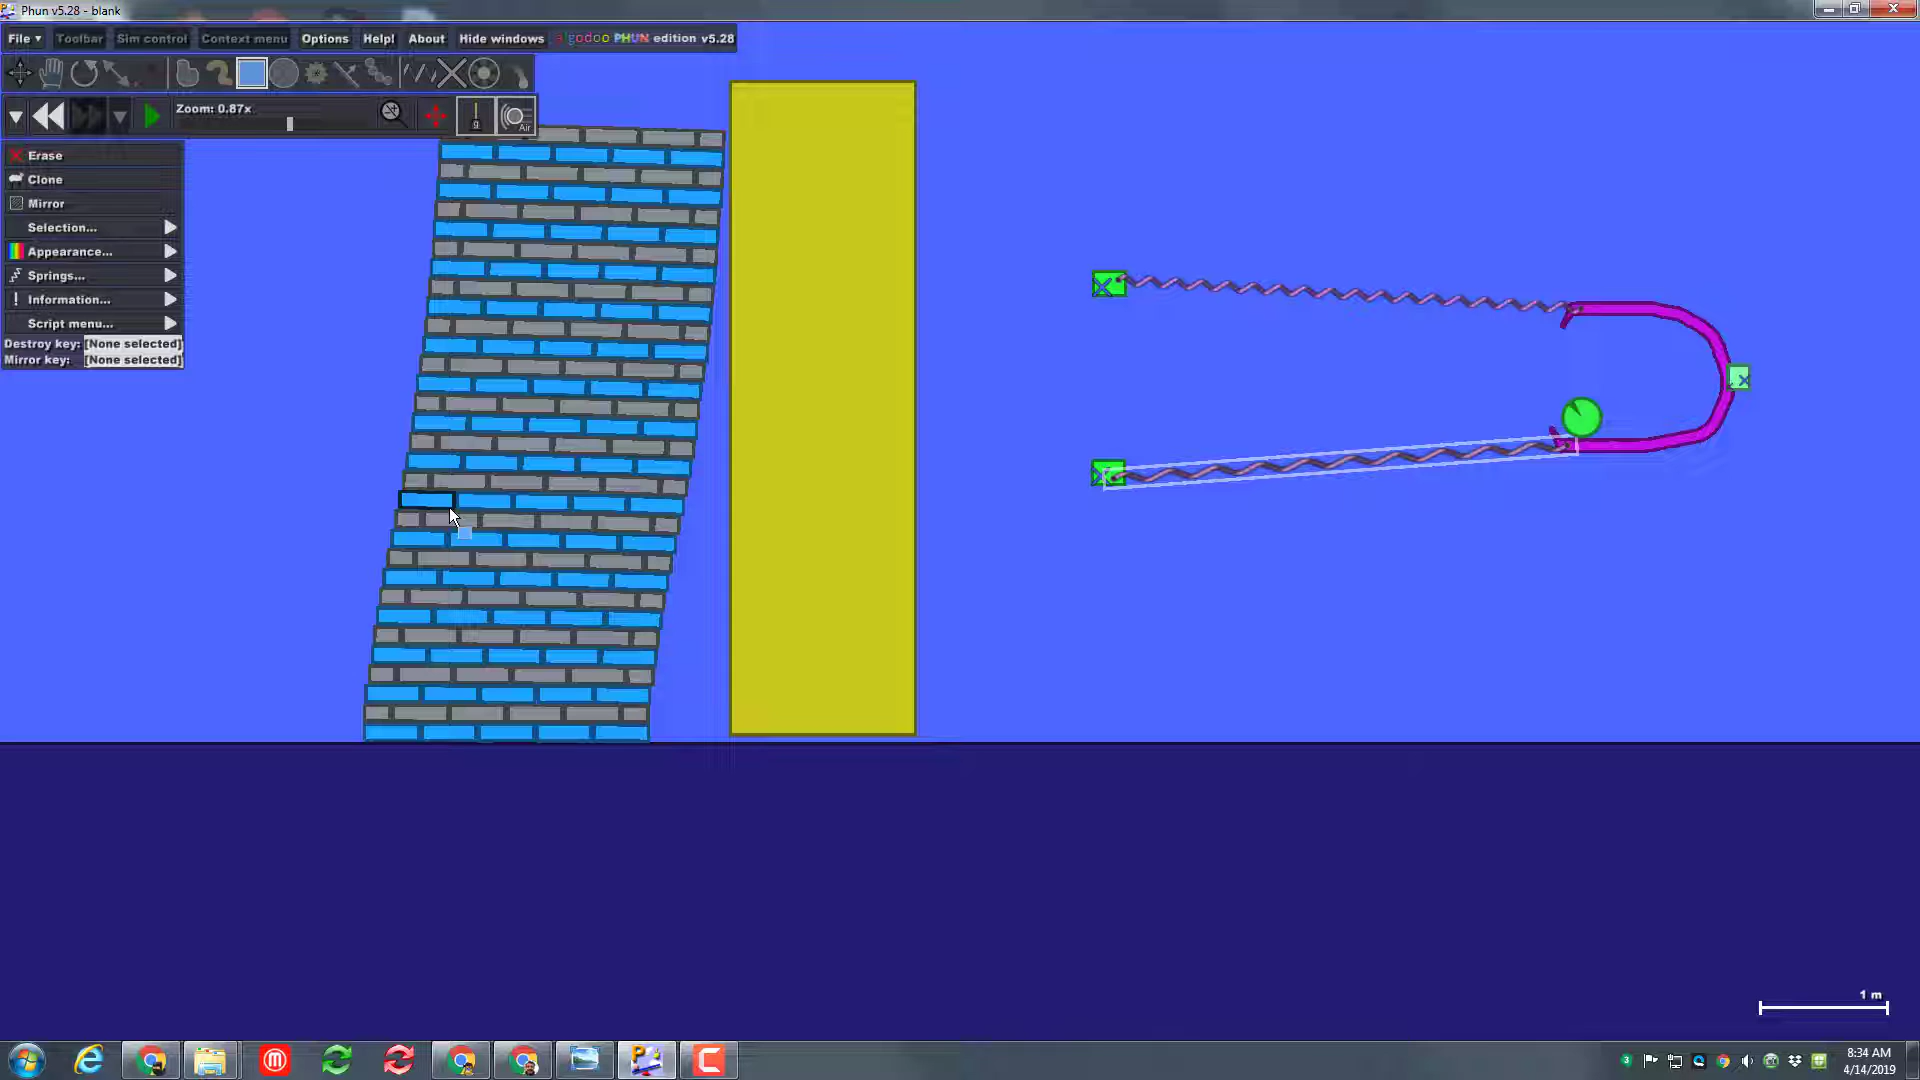 Phun v5.28 - blank
File Toolbar Sim control Context menu Options Help! About Hide windows algodoo PHUN edition v5.28
Zoom: 0.87x
g
Air
Erase
Clone
Mirror
Selection...
Appearance...
Springs...
Information...
Script menu...
Destroy key: [None selected]
Mirror key: [None selected]
1 m
8:34 AM
4/14/2019